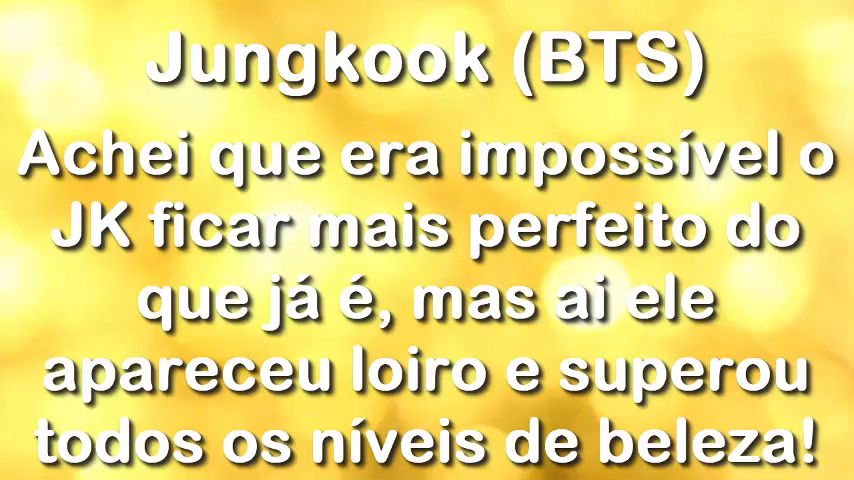 Jungkook (BTS)
Achei que era impossível o
JK ficar mais perfeito do
que já é, mas ai ele
apareceu loiro e superou
todos os níveis de beleza!